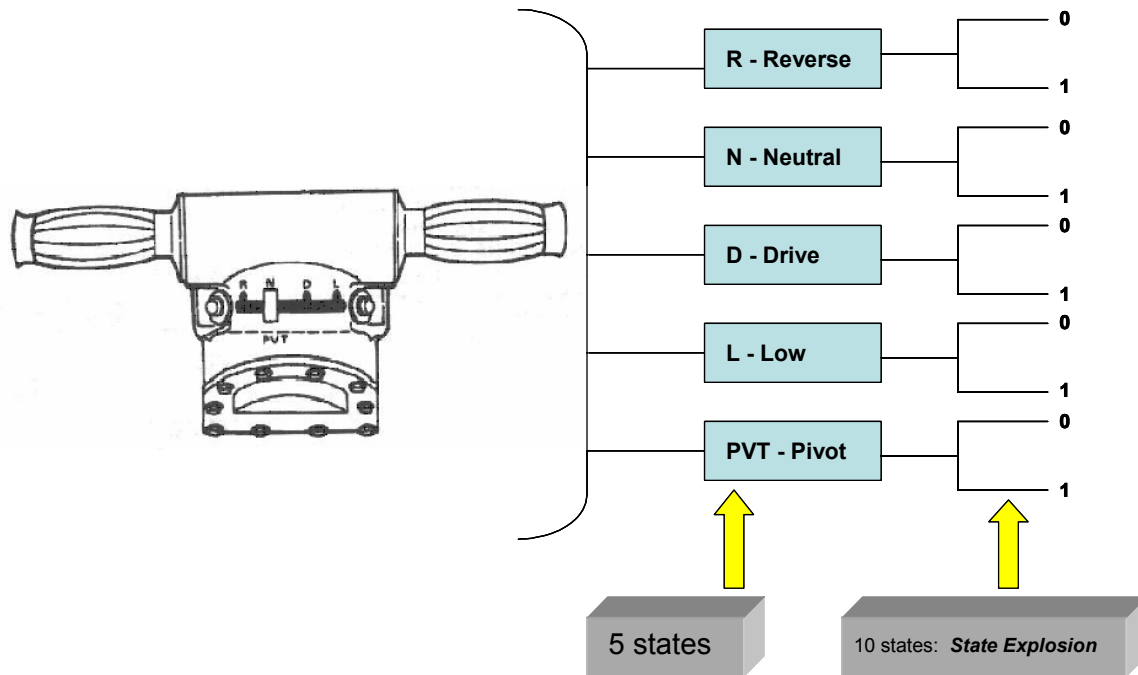 R - Reverse
0
1
N - Neutral
0
1
D - Drive
0
1
L - Low
0
1
PVT - Pivot
0
1
R N D L
PVT
5 states
10 states: State Explosion